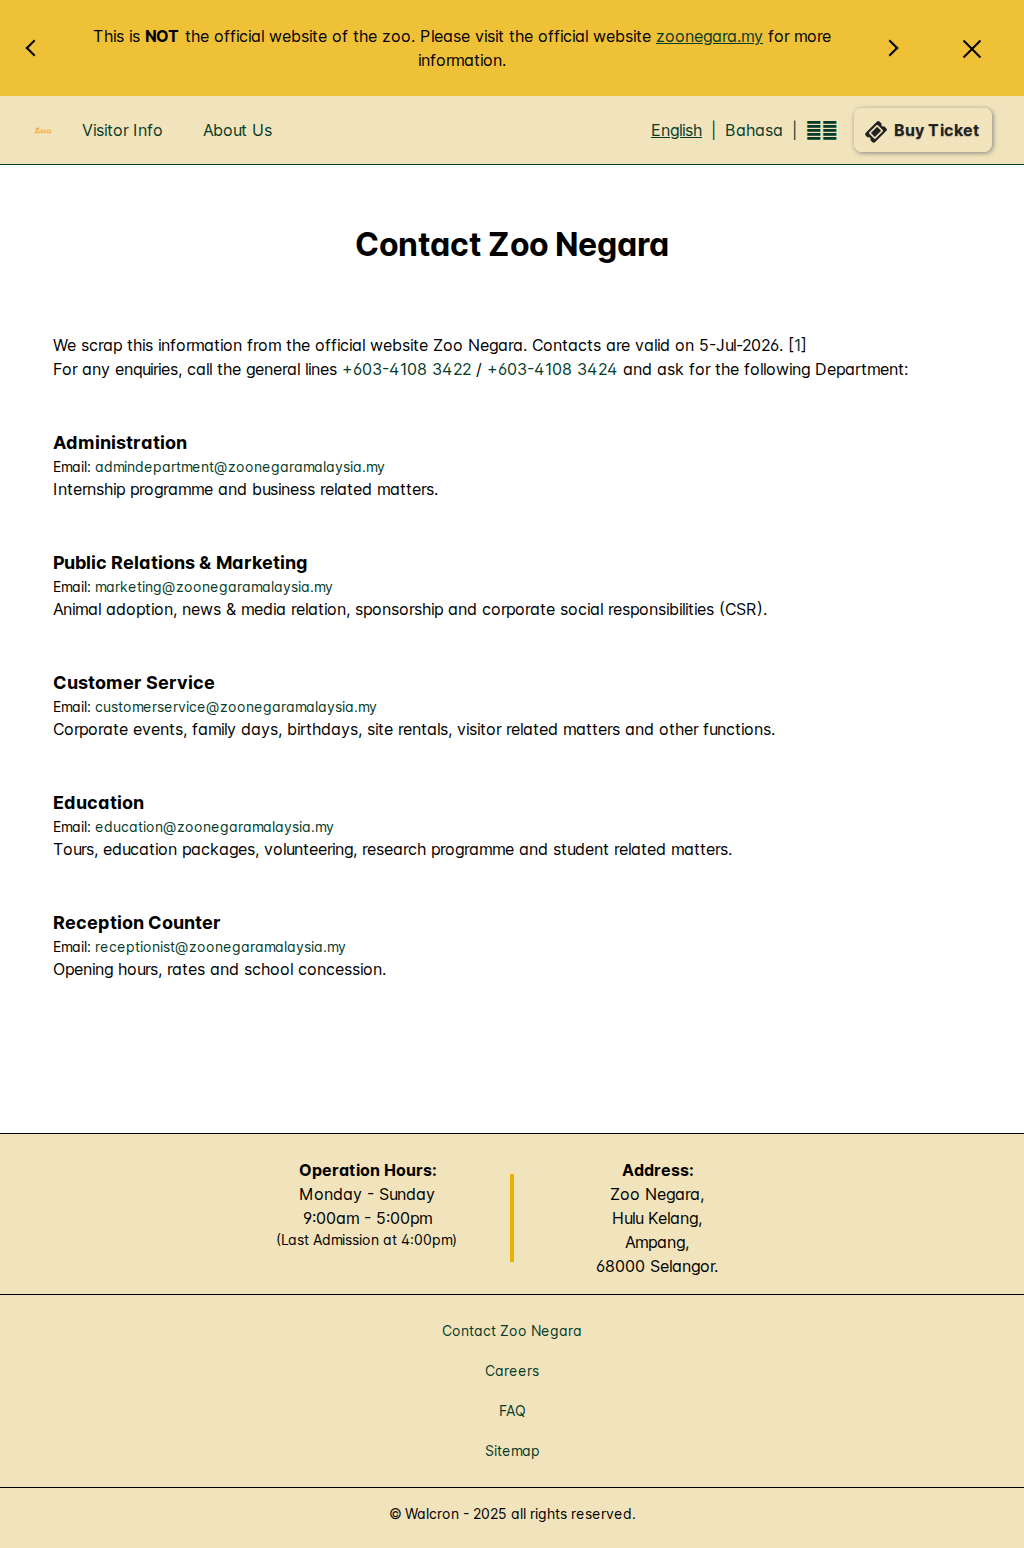 This is NOT the official website of the zoo. Please visit the official website zoonegara.my for more
information.
Zoo
Visitor Info
About Us
English | Bahasa |
Buy Ticket
Contact Zoo Negara
We scrap this information from the official website Zoo Negara. Contacts are valid on 5-Jul-2026. [1]
For any enquiries, call the general lines +603-4108 3422 / +603-4108 3424 and ask for the following Department:
Administration
Email: admindepartment@zoonegaramalaysia.my
Internship programme and business related matters.
Public Relations & Marketing
Email: marketing@zoonegaramalaysia.my
Animal adoption, news & media relation, sponsorship and corporate social responsibilities (CSR).
Customer Service
Email: customerservice@zoonegaramalaysia.my
Corporate events, family days, birthdays, site rentals, visitor related matters and other functions.
Education
Email: education@zoonegaramalaysia.my
Tours, education packages, volunteering, research programme and student related matters.
Reception Counter
Email: receptionist@zoonegaramalaysia.my
Opening hours, rates and school concession.
Operation Hours:
Monday - Sunday
9:00am - 5:00pm
(Last Admission at 4:00pm)
Address:
Zoo Negara,
Hulu Kelang,
Ampang,
68000 Selangor.
Contact Zoo Negara
Careers
FAQ
Sitemap
© Walcron - 2025 all rights reserved.